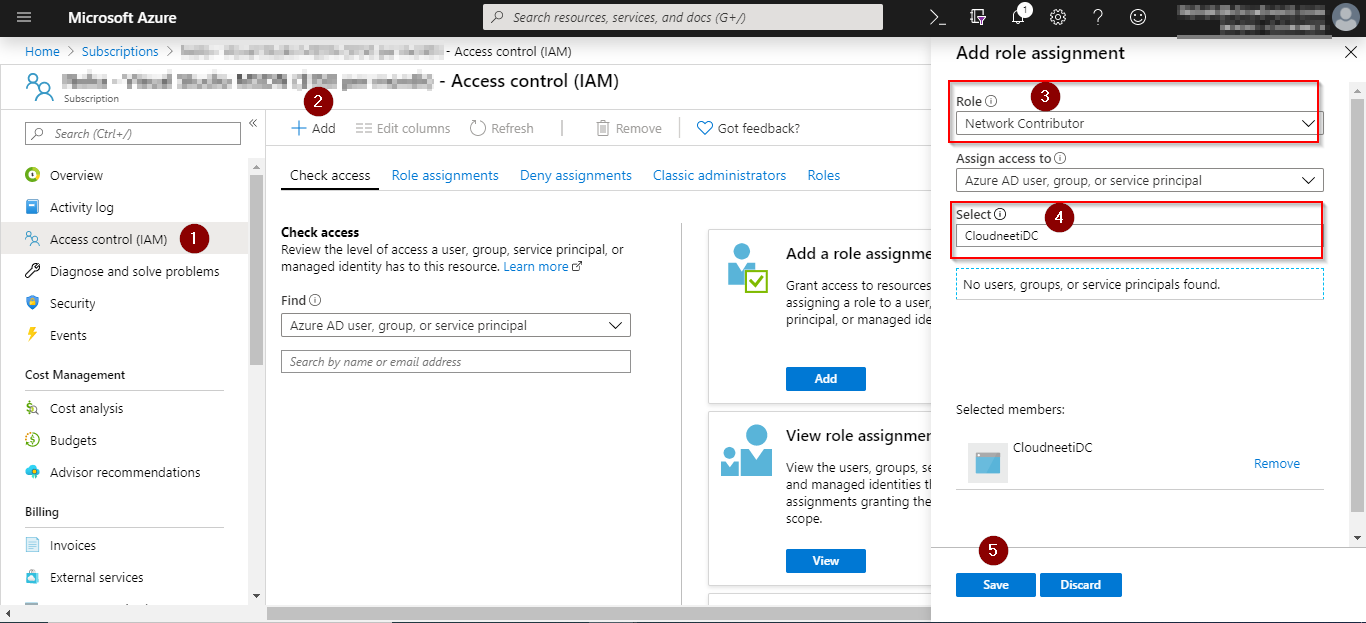 Microsoft Azure
Search resources, services, and docs (G+/)
1
Home > Subscriptions > - Access control (IAM)
- Access control (IAM)
Subscription
Search (Ctrl+/)
«
Overview
Activity log
Access control (IAM)
1
Diagnose and solve problems
Security
Events
Cost Management
Cost analysis
Budgets
Advisor recommendations
Billing
Invoices
External services
2
Add
Edit columns
Refresh
Remove
Got feedback?
Check access
Role assignments
Deny assignments
Classic administrators
Roles
Check access
Review the level of access a user, group, service principal, or
managed identity has to this resource. Learn more
Find
Azure AD user, group, or service principal
Search by name or email address
Add a role assignme
Grant access to resources
assigning a role to a user,
principal, or managed ide
Add
View role assignmer
View the users, groups, se
and managed identities th
assignments granting the
scope.
View
Add role assignment
Role
3
Network Contributor
Assign access to
Azure AD user, group, or service principal
Select
4
CloudneetiDC
No users, groups, or service principals found.
Selected members:
CloudneetiDC
Remove
5
Save
Discard